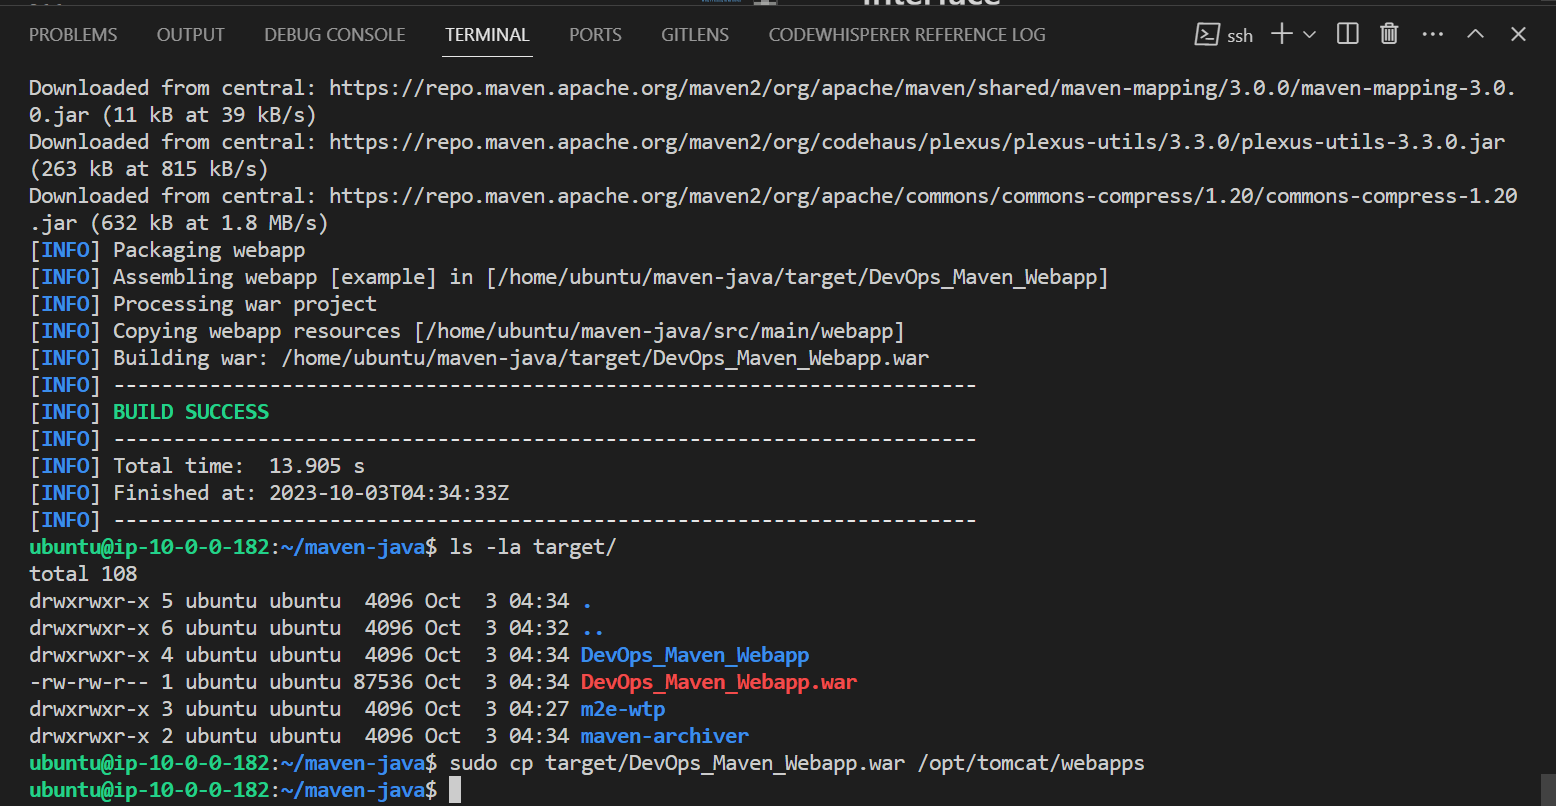 Interface
PROBLEMS OUTPUT DEBUG CONSOLE TERMINAL PORTS GITLENS CODEWHISPERER REFERENCE LOG ssh
Downloaded from central: https://repo.maven.apache.org/maven2/org/apache/maven/shared/maven-mapping/3.0.0/maven-mapping-3.0.
0.jar (11 kB at 39 kB/s)
Downloaded from central: https://repo.maven.apache.org/maven2/org/codehaus/plexus/plexus-utils/3.3.0/plexus-utils-3.3.0.jar
(263 kB at 815 kB/s)
Downloaded from central: https://repo.maven.apache.org/maven2/org/apache/commons/commons-compress/1.20/commons-compress-1.20
.jar (632 kB at 1.8 MB/s)
[INFO] Packaging webapp
[INFO] Assembling webapp [example] in [/home/ubuntu/maven-java/target/DevOps_Maven_Webapp]
[INFO] Processing war project
[INFO] Copying webapp resources [/home/ubuntu/maven-java/src/main/webapp]
[INFO] Building war: /home/ubuntu/maven-java/target/DevOps_Maven_Webapp.war
[INFO] ------------------------------------------------------------------------
[INFO] BUILD SUCCESS
[INFO] ------------------------------------------------------------------------
[INFO] Total time:  13.905 s
[INFO] Finished at: 2023-10-03T04:34:33Z
[INFO] ------------------------------------------------------------------------
ubuntu@ip-10-0-0-182:~/maven-java$ ls -la target/
total 108
drwxrwxr-x 5 ubuntu ubuntu  4096 Oct  3 04:34 .
drwxrwxr-x 6 ubuntu ubuntu  4096 Oct  3 04:32 ..
drwxrwxr-x 4 ubuntu ubuntu  4096 Oct  3 04:34 DevOps_Maven_Webapp
-rw-rw-r-- 1 ubuntu ubuntu 87536 Oct  3 04:34 DevOps_Maven_Webapp.war
drwxrwxr-x 3 ubuntu ubuntu  4096 Oct  3 04:27 m2e-wtp
drwxrwxr-x 2 ubuntu ubuntu  4096 Oct  3 04:34 maven-archiver
ubuntu@ip-10-0-0-182:~/maven-java$ sudo cp target/DevOps_Maven_Webapp.war /opt/tomcat/webapps
ubuntu@ip-10-0-0-182:~/maven-java$